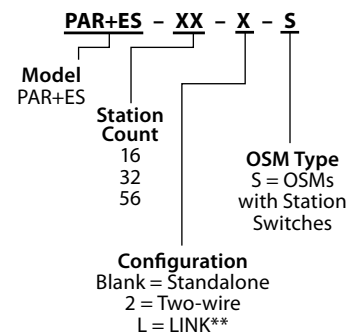 PAR+ES – XX – X – S
Model
PAR+ES
Station
Count
16
32
56
OSM Type
S = OSMs
with Station
Switches
Configuration
Blank = Standalone
2 = Two-wire
L = LINK**